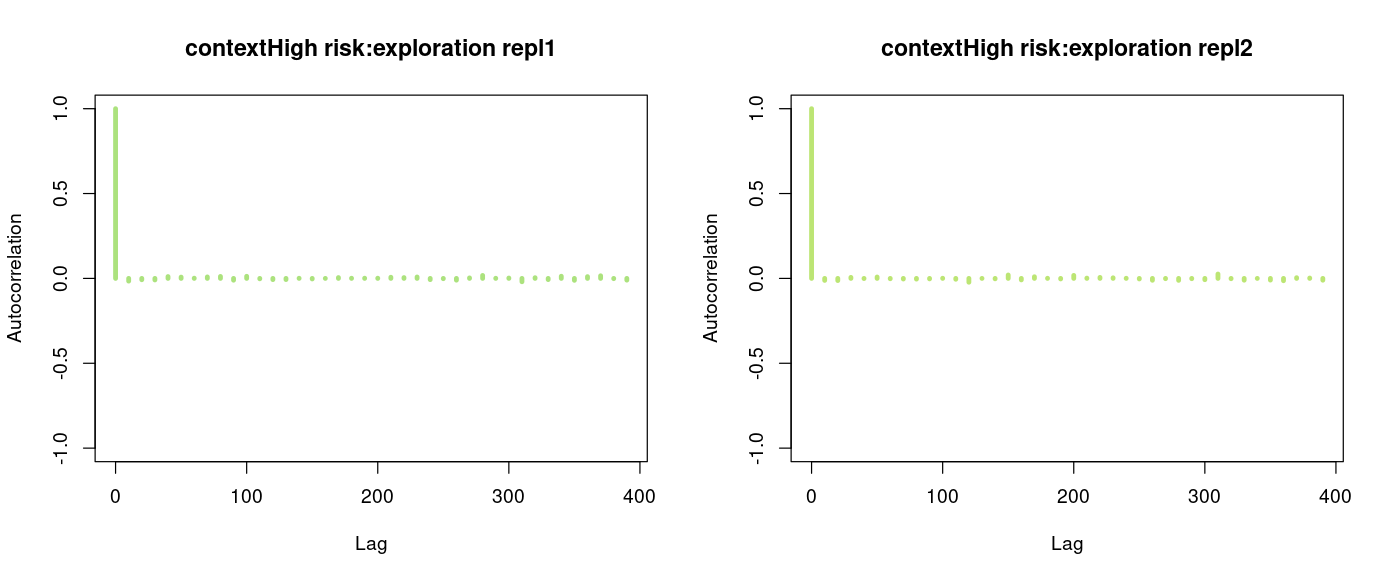 contextHigh risk:exploration repl1
1.0
0.5
0.0
-0.5
-1.0
Autocorrelation
0 100 200 300 400
Lag
contextHigh risk:exploration repl2
1.0
0.5
0.0
-0.5
-1.0
Autocorrelation
0 100 200 300 400
Lag